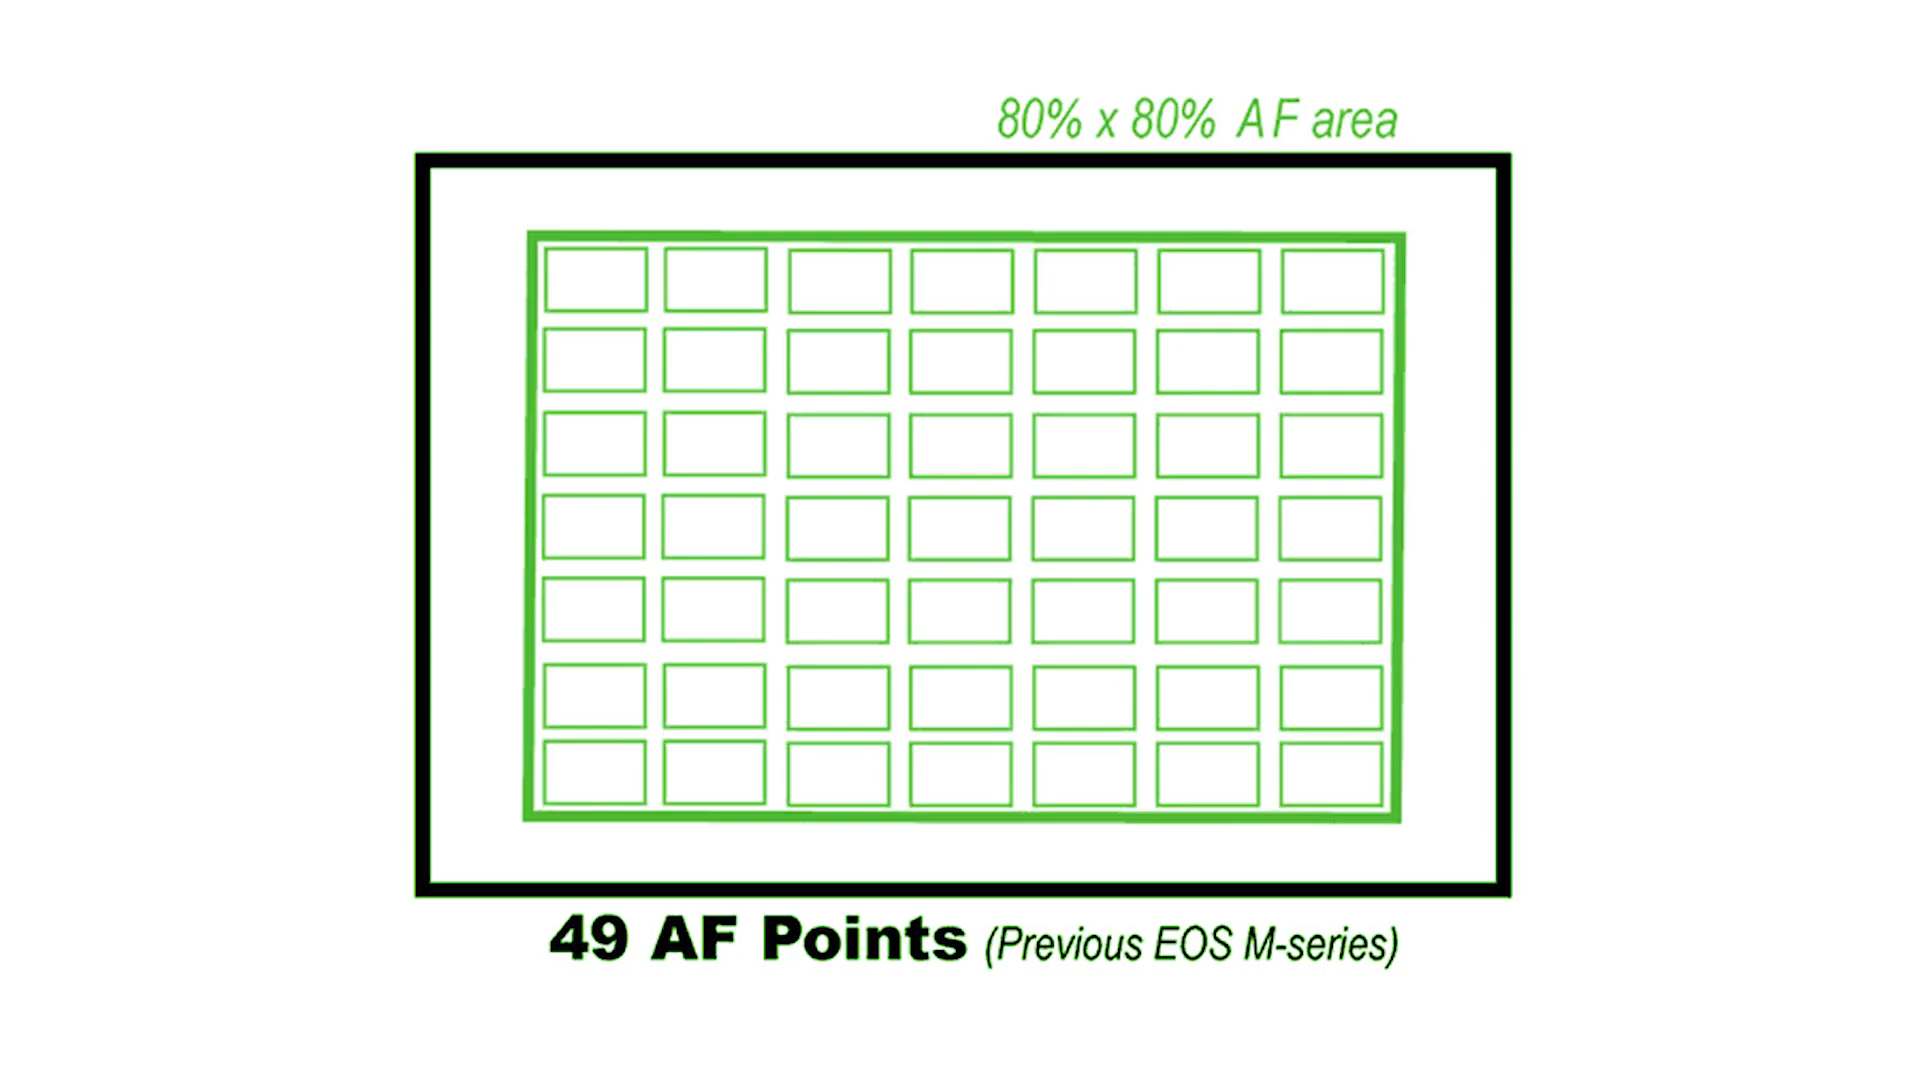 80% x 80% AF area
49 AF Points (Previous EOS M-series)